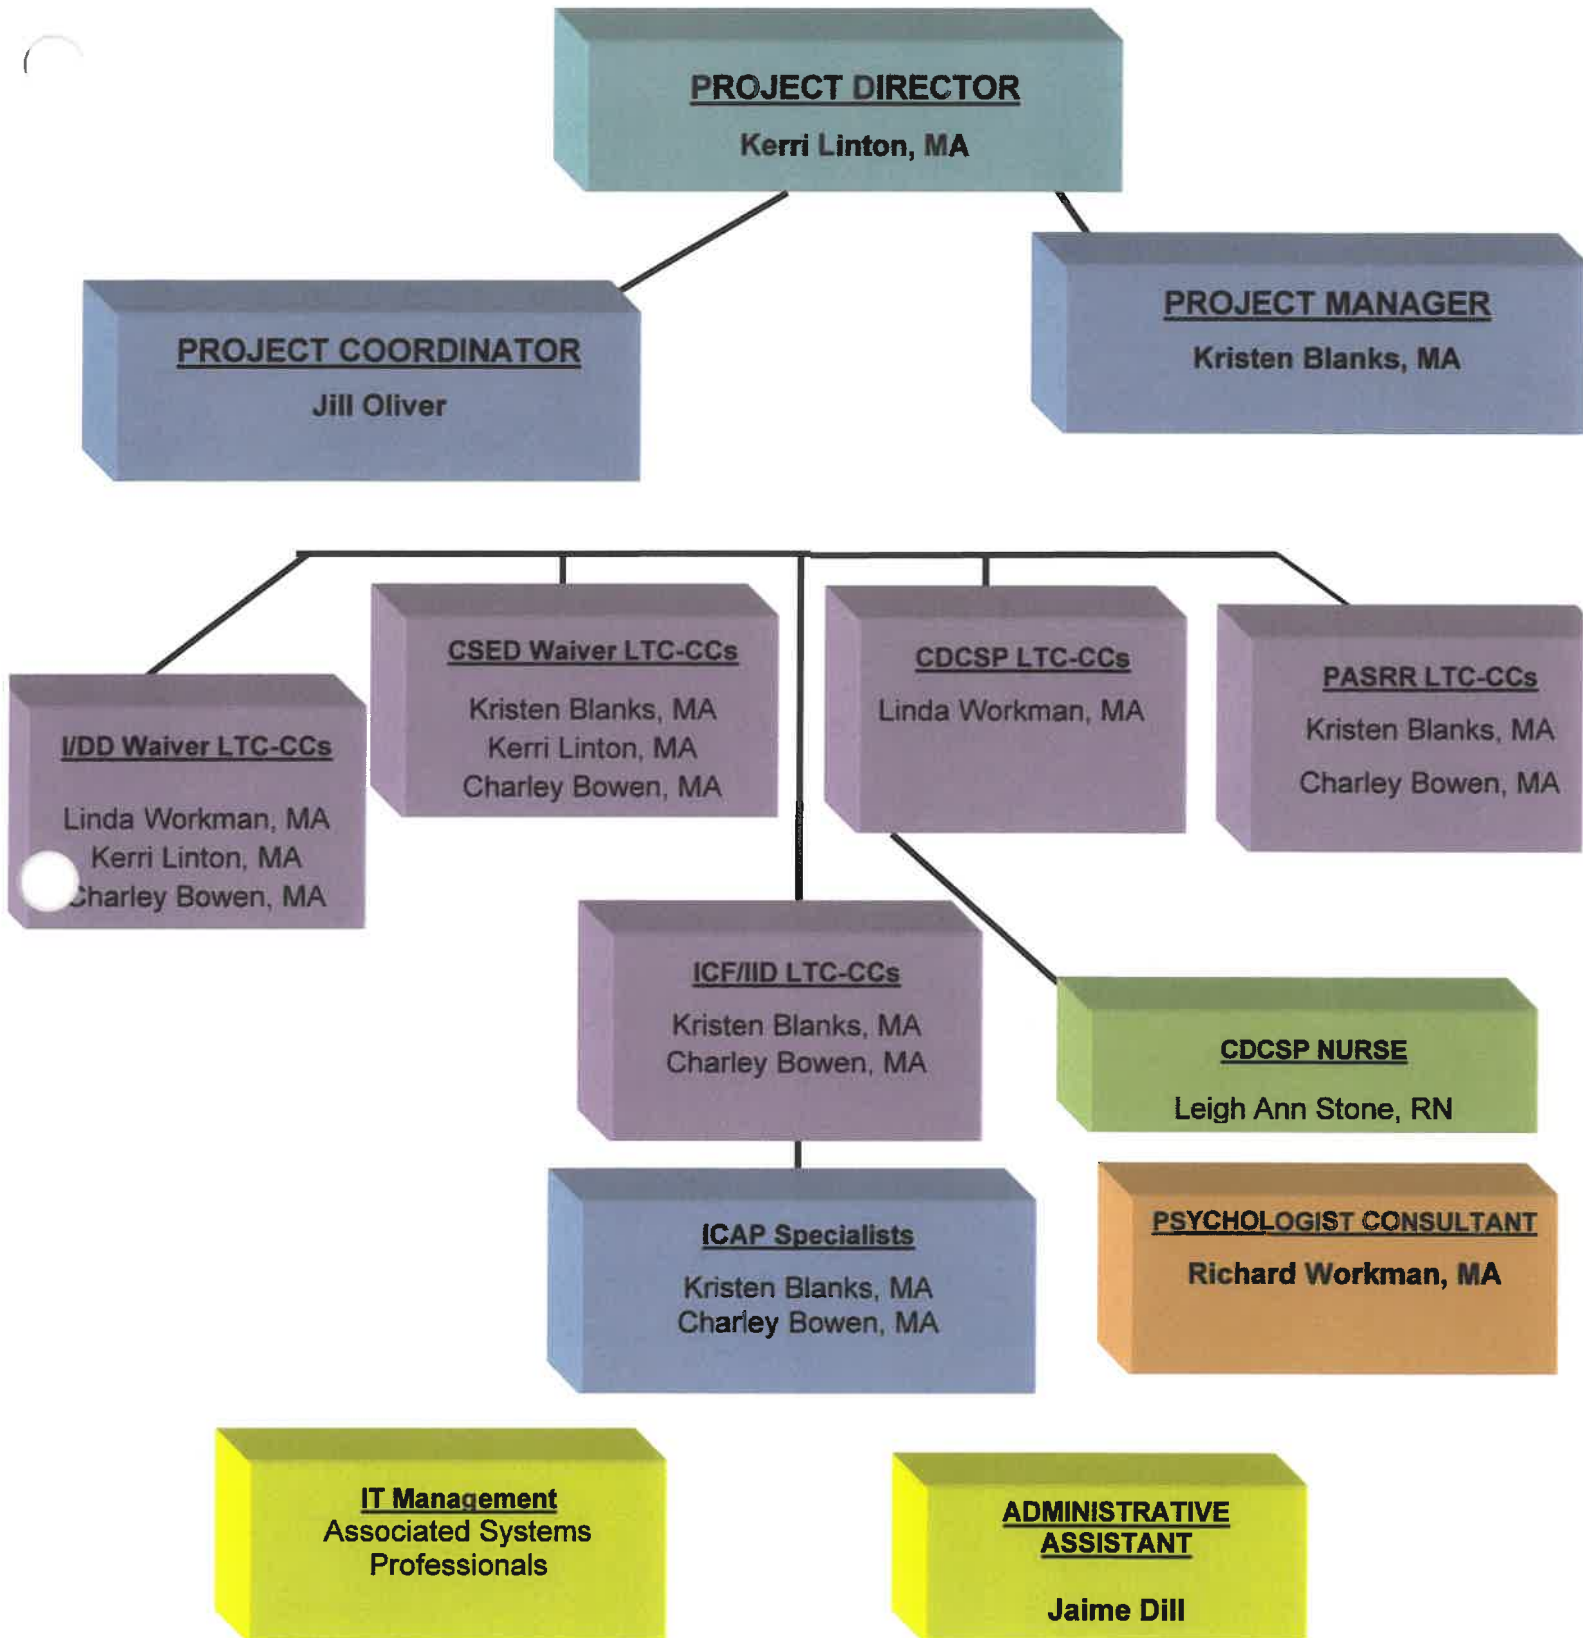 PROJECT DIRECTOR
Kerri Linton, MA
PROJECT COORDINATOR
Jill Oliver
PROJECT MANAGER
Kristen Blanks, MA
I/DD Waiver LTC-CCs
Linda Workman, MA
Kerri Linton, MA
Charley Bowen, MA
CSED Waiver LTC-CCs
Kristen Blanks, MA
Kerri Linton, MA
Charley Bowen, MA
CDCSP LTC-CCs
Linda Workman, MA
PASRR LTC-CCs
Kristen Blanks, MA
Charley Bowen, MA
ICF/IID LTC-CCs
Kristen Blanks, MA
Charley Bowen, MA
CDCSP NURSE
Leigh Ann Stone, RN
ICAP Specialists
Kristen Blanks, MA
Charley Bowen, MA
PSYCHOLOGIST CONSULTANT
Richard Workman, MA
IT Management
Associated Systems
Professionals
ADMINISTRATIVE
ASSISTANT
Jaime Dill